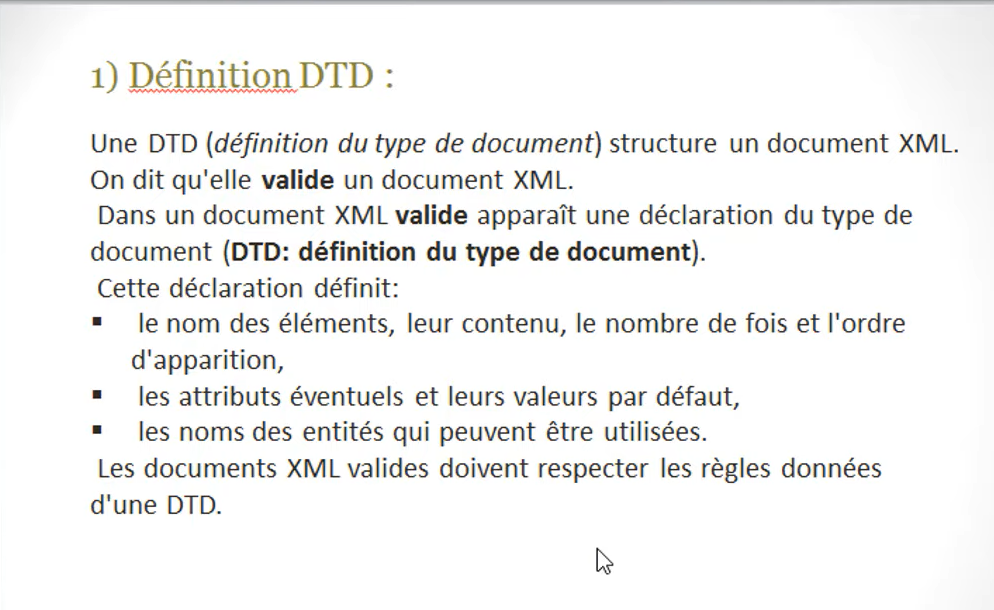 1) Définition DTD :
Une DTD (définition du type de document) structure un document XML.
On dit qu'elle valide un document XML.
Dans un document XML valide apparaît une déclaration du type de
document (DTD: définition du type de document).
Cette déclaration définit:
▪ le nom des éléments, leur contenu, le nombre de fois et l'ordre
d'apparition,
▪ les attributs éventuels et leurs valeurs par défaut,
▪ les noms des entités qui peuvent être utilisées.
Les documents XML valides doivent respecter les règles données
d'une DTD.